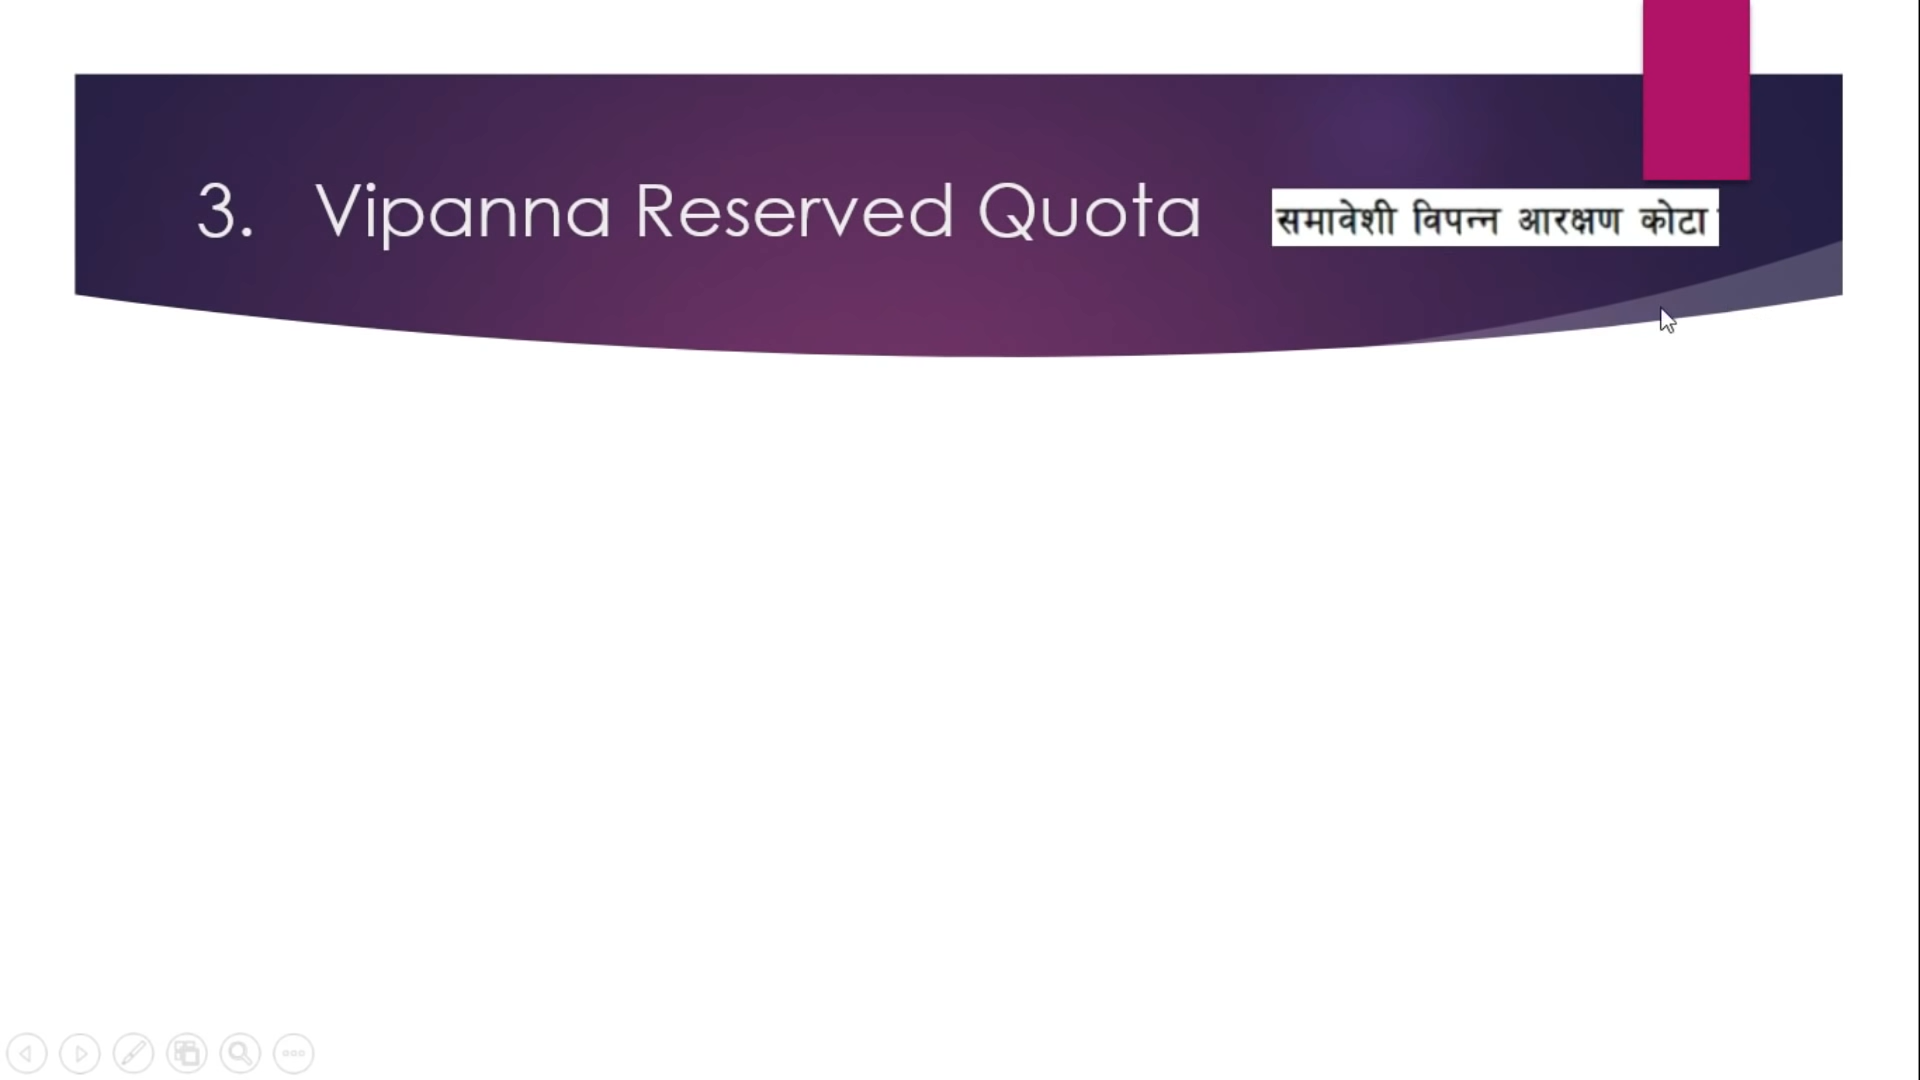 3. Vipanna Reserved Quota समावेशी विपन्न आरक्षण कोटा